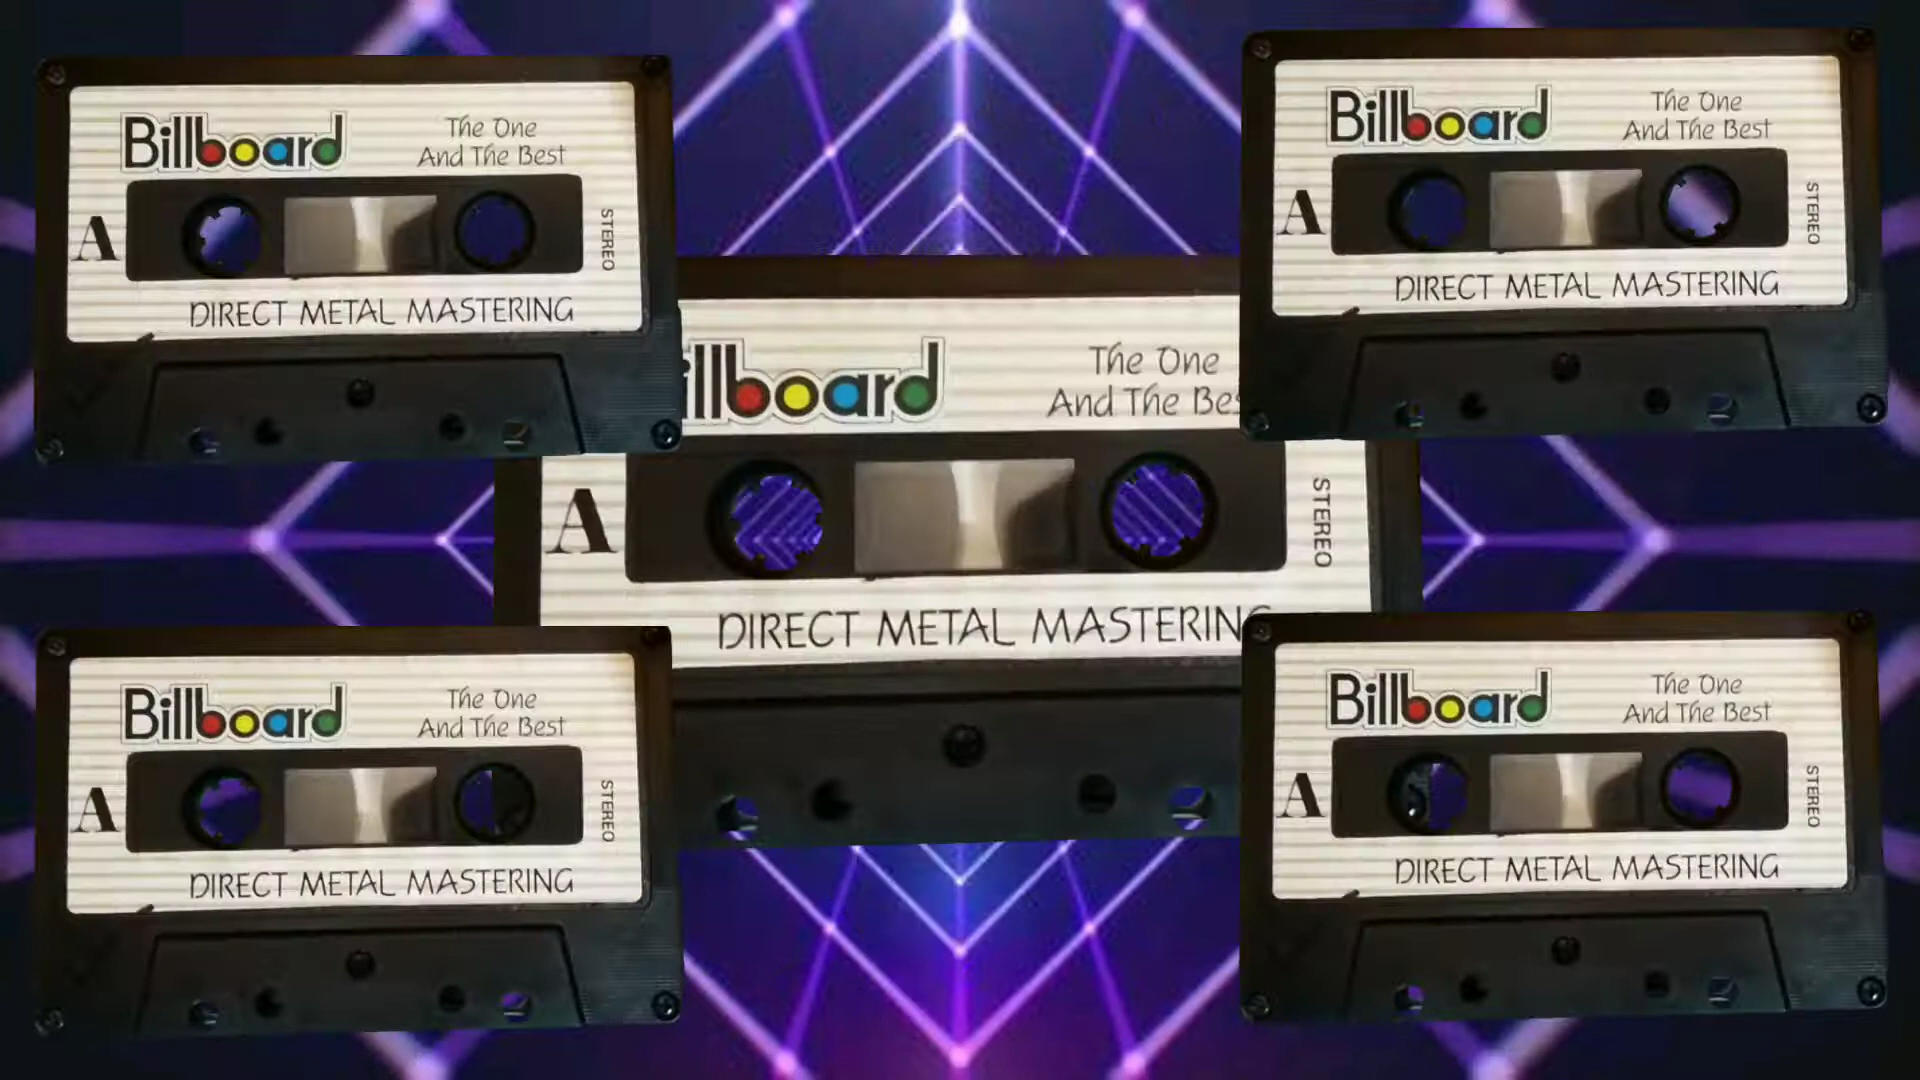 Billboard
The One
And The Best
A
STEREO
DIRECT METAL MASTERING
Billboard
The One
And The Best
A
STEREO
DIRECT METAL MASTERING
illboard
The One
And The Bes
A
STEREO
DIRECT METAL MASTERING
Billboard
The One
And The Best
A
STEREO
DIRECT METAL MASTERING
Billboard
The One
And The Best
A
STEREO
DIRECT METAL MASTERING